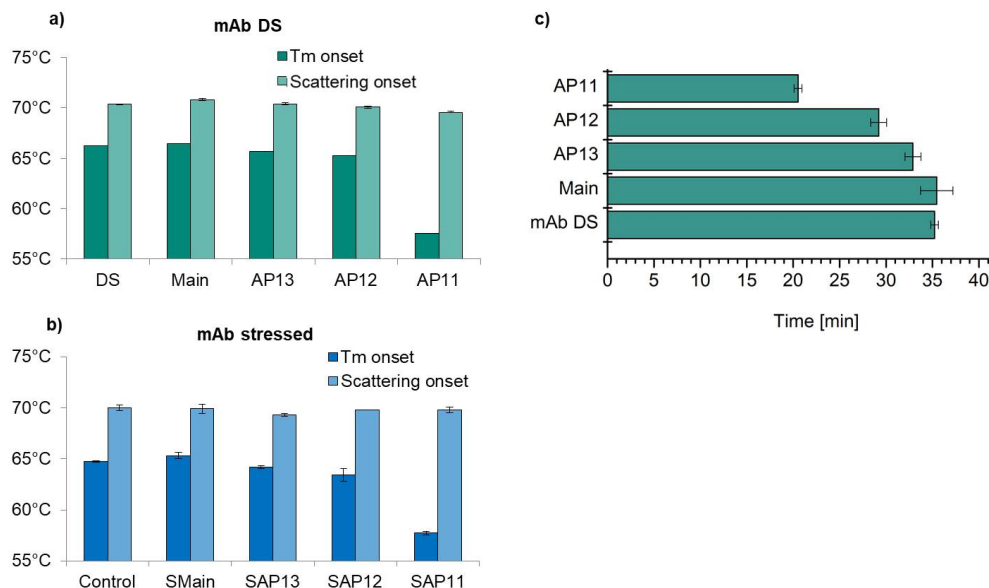 a)
mAb DS
Tm onset
Scattering onset
75°C
70°C
65°C
60°C
55°C
DS Main AP13 AP12 AP11
b)
mAb stressed
Tm onset
Scattering onset
75°C
70°C
65°C
60°C
55°C
Control SMain SAP13 SAP12 SAP11
c)
AP11
AP12
AP13
Main
mAb DS
0 5 10 15 20 25 30 35 40
Time [min]